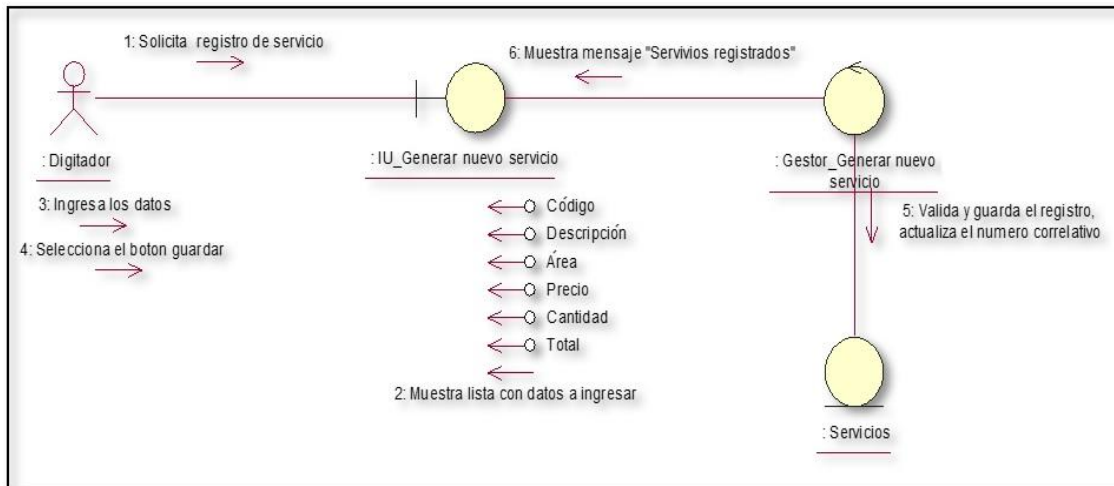 1: Solicita registro de servicio
6: Muestra mensaje "Servivios registrados"
: Digitador
: IU_Generar nuevo servicio
: Gestor_Generar nuevo
servicio
3: Ingresa los datos
4: Selecciona el boton guardar
Código
Descripción
Área
Precio
Cantidad
Total
2: Muestra lista con datos a ingresar
5: Valida y guarda el registro,
actualiza el numero correlativo
: Servicios